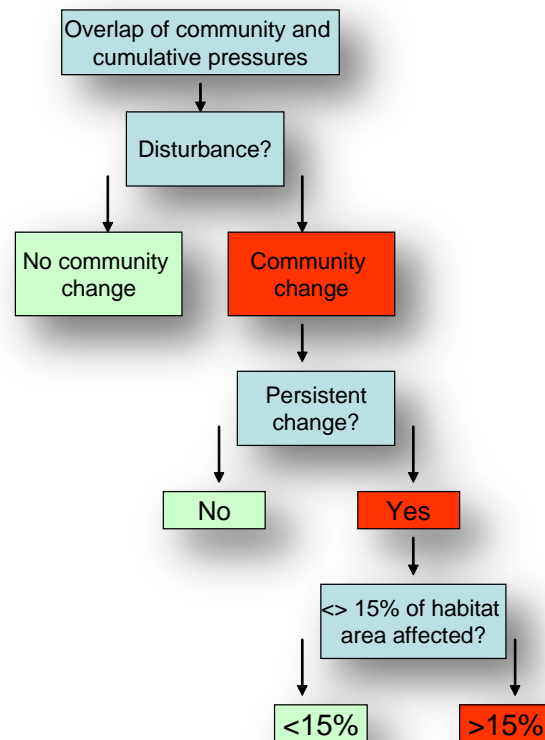 Overlap of community and
cumulative pressures
Disturbance?
No community
change
Community
change
Persistent
change?
No
Yes
<> 15% of habitat
area affected?
<15%
>15%